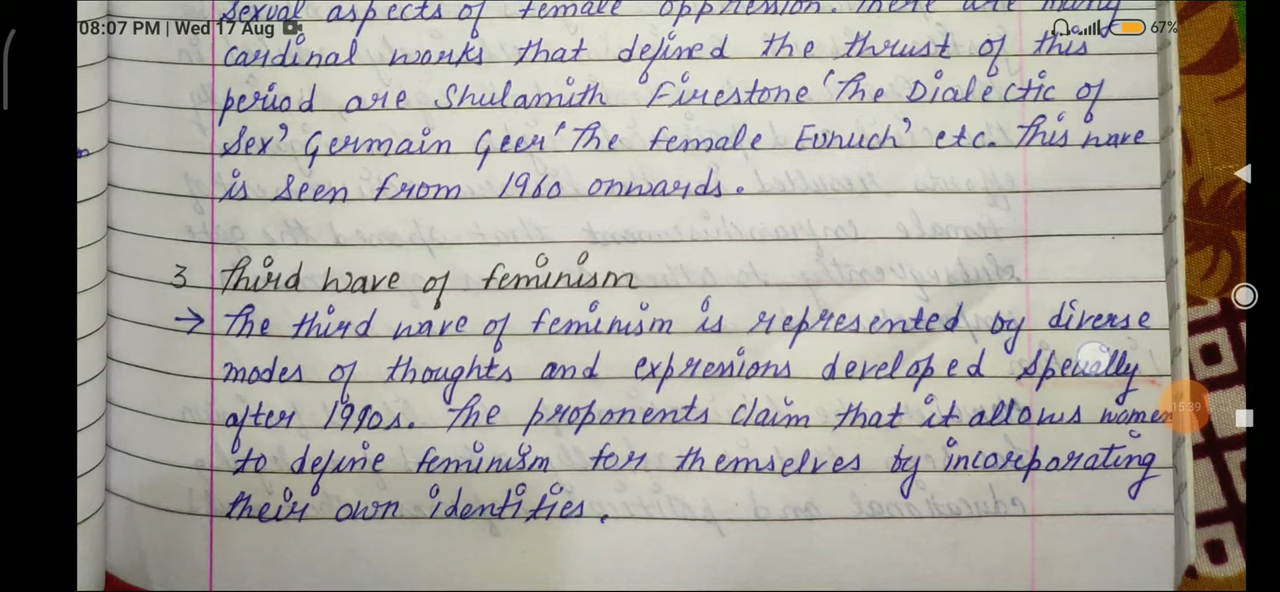 sexual aspects of female oppression. There are many
08:07 PM | Wed 17 Aug
67%
cardinal works that defined the thrust of this
period are Shulamith Firestone 'The Dialectic of
Sex' Germain Geer 'The female Eunuch' etc. This wave
is seen from 1960 onwards.
3 Third wave of feminism
→ The third wave of feminism is represented by diverse
modes of thoughts and expressions developed specially
after 1990s. The proponents claim that it allows women
15:39
to define feminism for themselves by incorporating
their own identities.